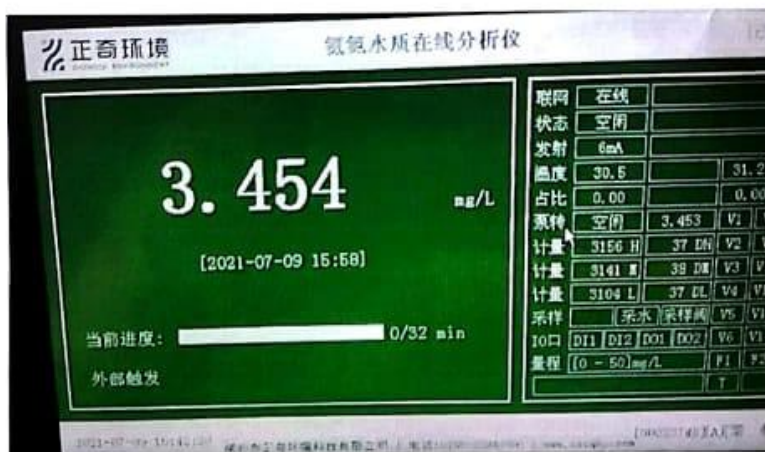 正奇环境
氨氮水质在线分析仪
3.454 mg/L
[2021-07-09 15:58]
当前进度: 0/32 min
外部触发
联网 在线
状态 空闲
发射 6mA
温度 30.5 31.2
占比 0.00 0.00
泵转 空闲 3.453 V1
计量 3156 H 37 DH V2
计量 3141 M 38 DM V3
计量 3104 L 37 DL V4
采样 采水 采样阀 V5
IO口 DI1 DI2 DO1 DO2 V6
量程 [0 - 50]mg/L P1
T